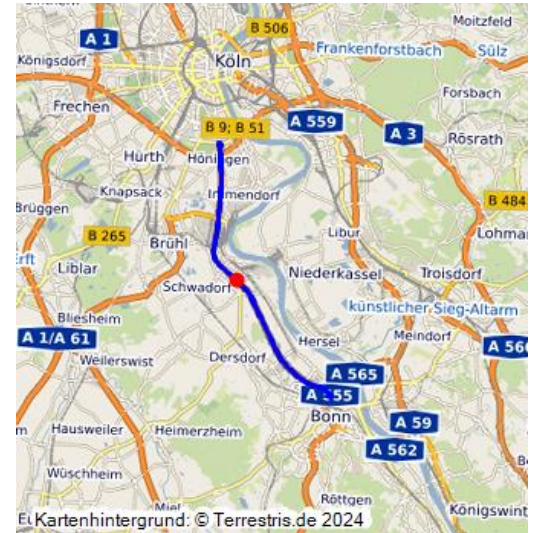 Moitzfeld
B 506
A 1
Köln
Frankenforstbach
Sülz
Königsdorf
Forsbach
Frechen
A 559
B 9; B 51
A 3
Rösrath
Hürth
Knapsack
Immendorf
B 484
Brüggen
Libur
Lohmar
B 265
Brühl
Erft
Liblar
Niederkassel
Troisdorf
Schwadorf
künstlicher Sieg-Altarm
Bliesheim
A 1/A 61
Hersel
Meindorf
Weilerswist
Dersdorf
A 565
A 555
Bonn
A 59
Hausweiler
Heimerzheim
A 562
Wüschheim
Röttgen
Königswint
Kartenhintergrund: © Terrestris.de 2024